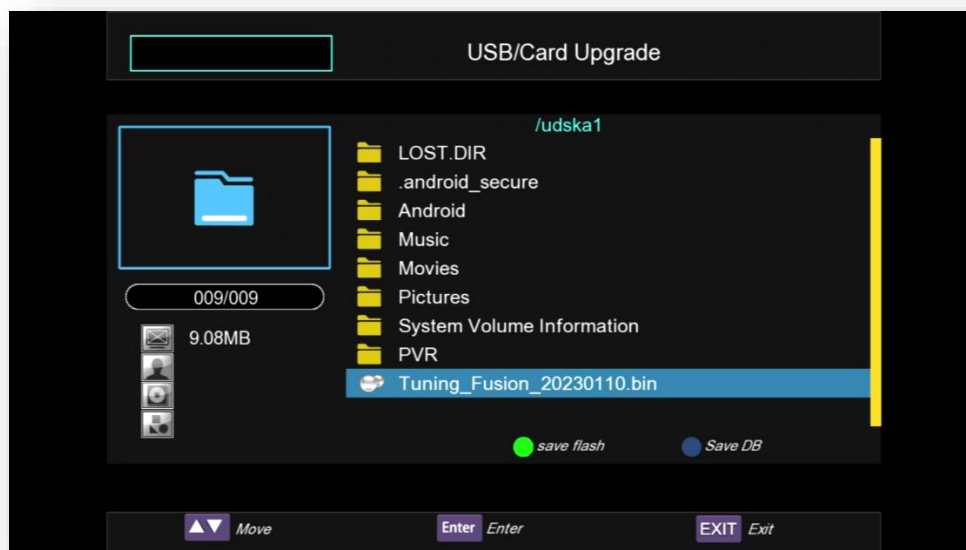 USB/Card Upgrade
/udska1
LOST.DIR
.android_secure
Android
Music
Movies
Pictures
System Volume Information
PVR
Tuning_Fusion_20230110.bin
009/009
9.08MB
save flash
Save DB
Move
Enter Enter
EXIT Exit